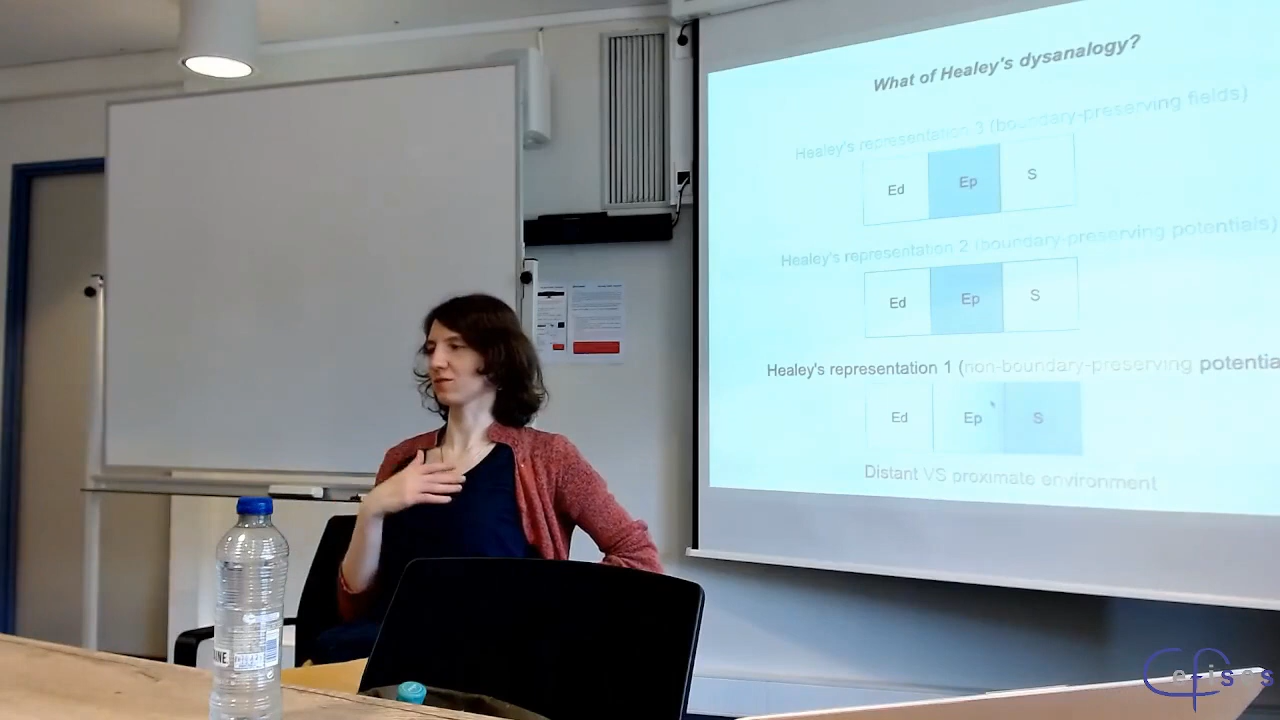 What of Healey's dysanalogy?
Healey's representation 3 (boundary-preserving fields)
Ed Ep S
Healey's representation 2 (boundary-preserving potentials)
Ed Ep S
Healey's representation 1 (non-boundary-preserving potentia
Ed Ep S
Distant VS proximate environment
Cefises